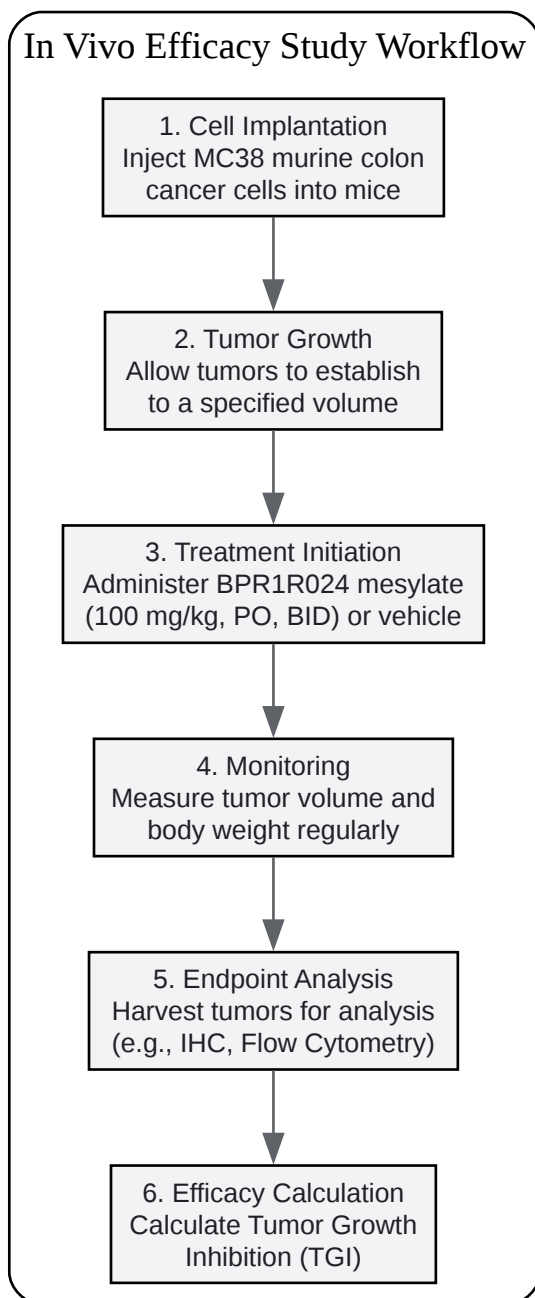 In Vivo Efficacy Study Workflow
1. Cell Implantation
Inject MC38 murine colon
cancer cells into mice
2. Tumor Growth
Allow tumors to establish
to a specified volume
3. Treatment Initiation
Administer BPR1R024 mesylate
(100 mg/kg, PO, BID) or vehicle
4. Monitoring
Measure tumor volume and
body weight regularly
5. Endpoint Analysis
Harvest tumors for analysis
(e.g., IHC, Flow Cytometry)
6. Efficacy Calculation
Calculate Tumor Growth
Inhibition (TGI)